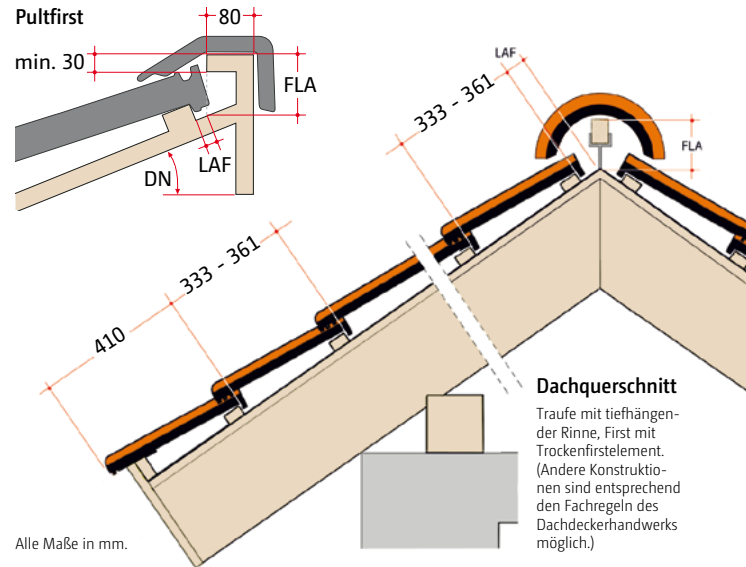 Pultfirst
80
min. 30
FLA
LAF
DN
LAF
333 - 361
FLA
333 - 361
410
Dachquerschnitt
Traufe mit tiefhängen-
der Rinne, First mit
Trockenfirstelement.
(Andere Konstruktio-
nen sind entsprechend
den Fachregeln des
Dachdeckerhandwerks
möglich.)
Alle Maße in mm.